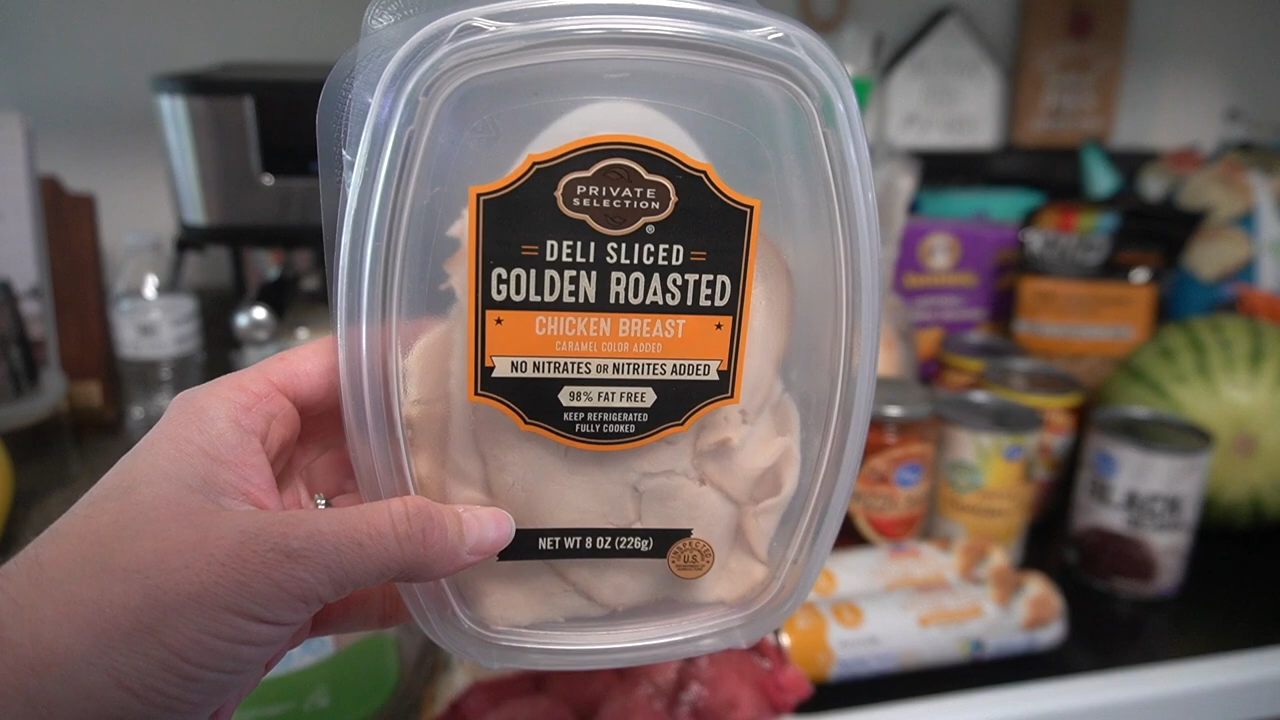 PRIVATE
SELECTION
®
DELI SLICED
GOLDEN ROASTED
CHICKEN BREAST
CARAMEL COLOR ADDED
NO NITRATES OR NITRITES ADDED
98% FAT FREE
KEEP REFRIGERATED
FULLY COOKED
NET WT 8 OZ (226g)
INSPECTED
U.S.
BLACK